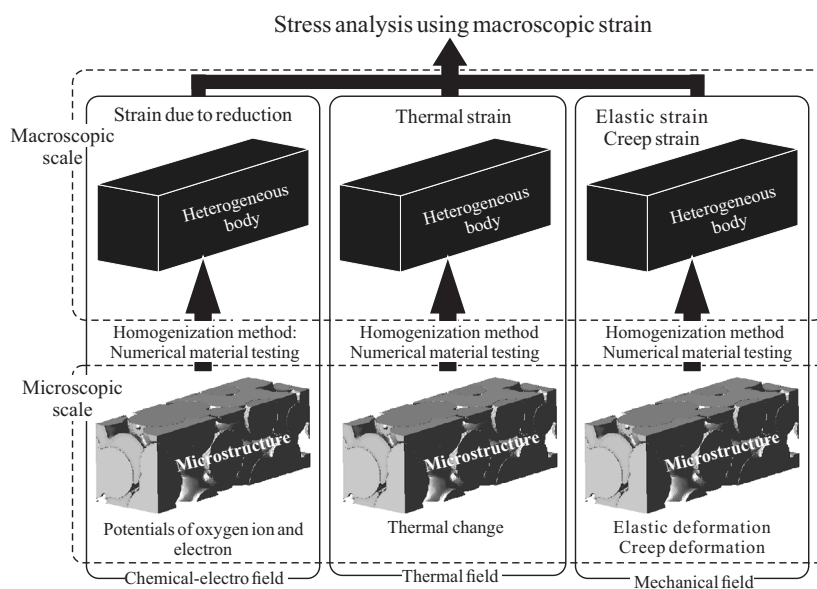 Stress analysis using macroscopic strain
Macroscopic
scale
Strain due to reduction
Heterogeneous
body
Thermal strain
Heterogeneous
body
Elastic strain
Creep strain
Heterogeneous
body
Homogenization method:
Numerical material testing
Homogenization method
Numerical material testing
Homogenization method
Numerical material testing
Microscopic
scale
Microstructure
Potentials of oxygen ion and
electron
Chemical-electro field
Microstructure
Thermal change
Thermal field
Microstructure
Elastic deformation
Creep deformation
Mechanical field